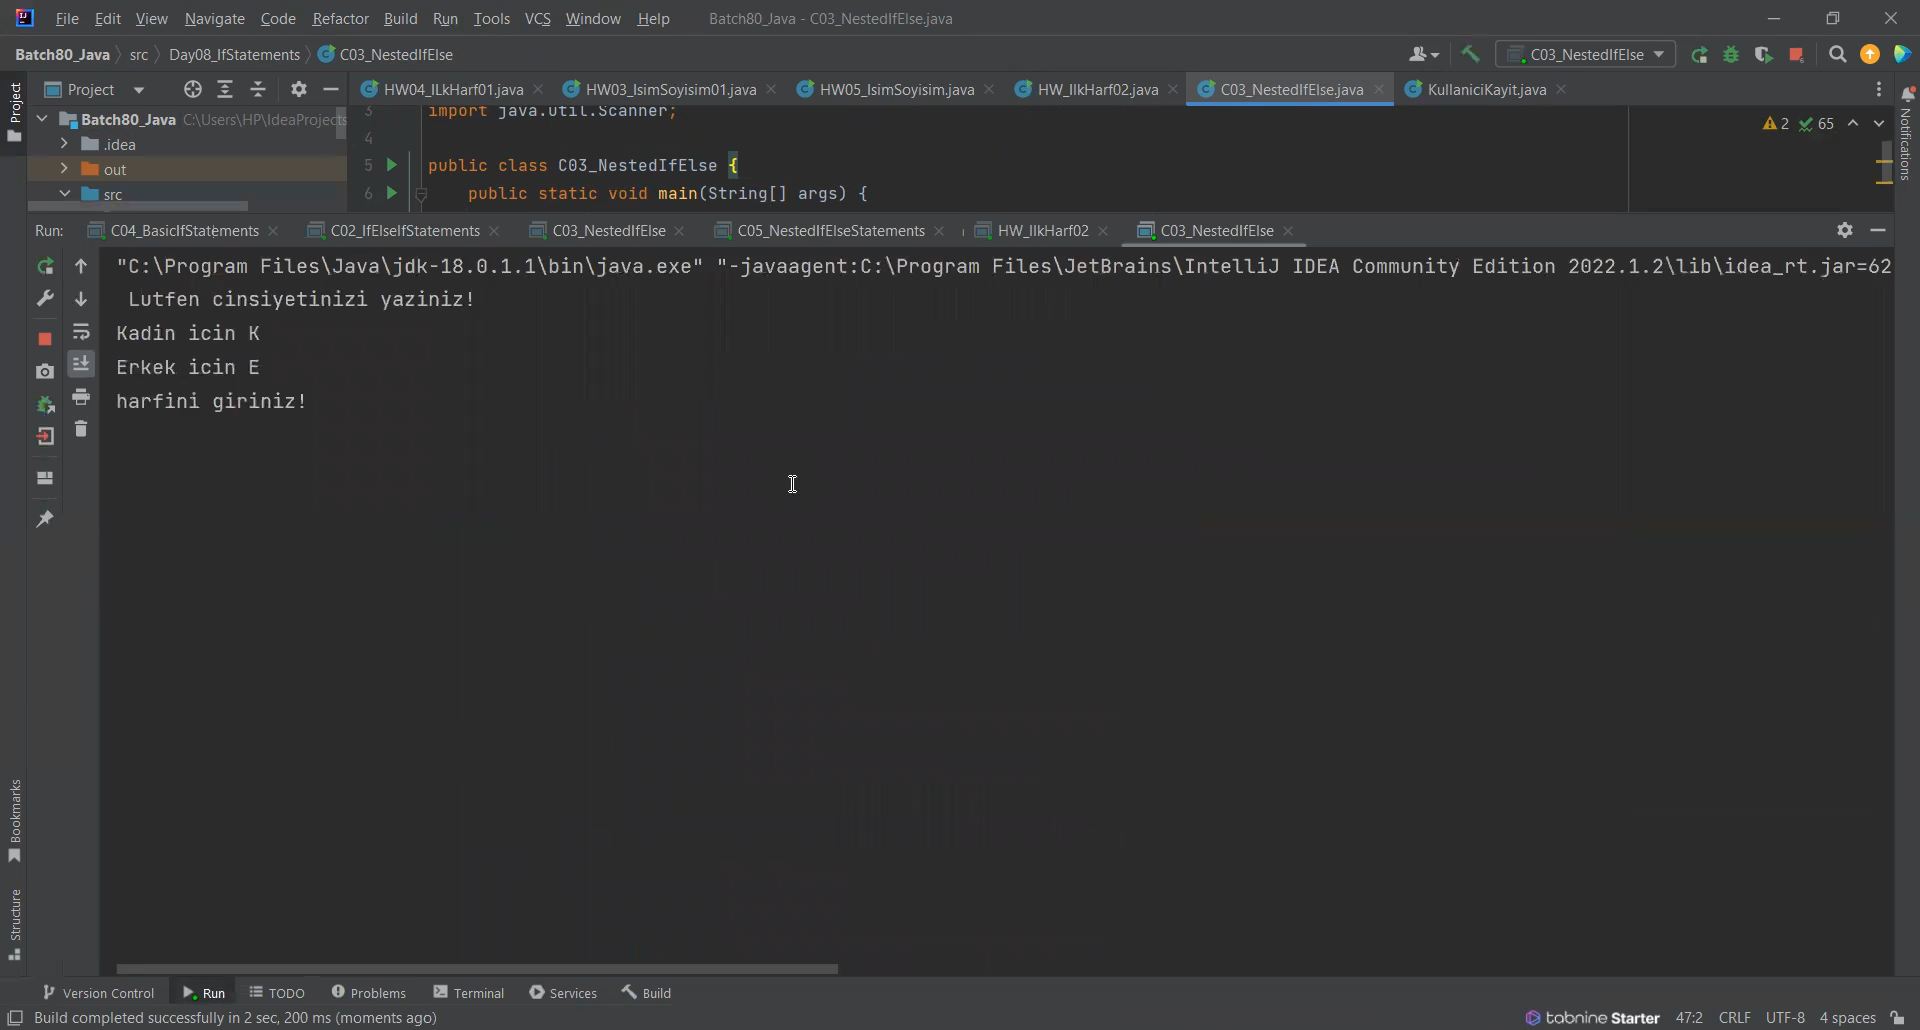 File Edit View Navigate Code Refactor Build Run Tools VCS Window Help Batch80_Java - C03_NestedIfElse.java
Batch80_Java src Day08_IfStatements C03_NestedIfElse C03_NestedIfElse
Project Project HW04_ILkHarf01.java HW03_IsimSoyisim01.java HW05_IsimSoyisim.java HW_IlkHarf02.java C03_NestedIfElse.java KullaniciKayit.java
Batch80_Java C:\Users\HP\IdeaProjects
.idea
out
src
3 import java.util.Scanner;
4
5 public class C03_NestedIfElse {
6 public static void main(String[] args) {
2 65
Notifications
Run: C04_BasicIfStatements C02_IfElseIfStatements C03_NestedIfElse C05_NestedIfElseStatements HW_IlkHarf02 C03_NestedIfElse
"C:\Program Files\Java\jdk-18.0.1.1\bin\java.exe" "-javaagent:C:\Program Files\JetBrains\IntelliJ IDEA Community Edition 2022.1.2\lib\idea_rt.jar=62
Lutfen cinsiyetinizi yaziniz!
Kadin icin K
Erkek icin E
harfini giriniz!
Bookmarks
Structure
Version Control Run TODO Problems Terminal Services Build
Build completed successfully in 2 sec, 200 ms (moments ago) tabnine Starter 47:2 CRLF UTF-8 4 spaces